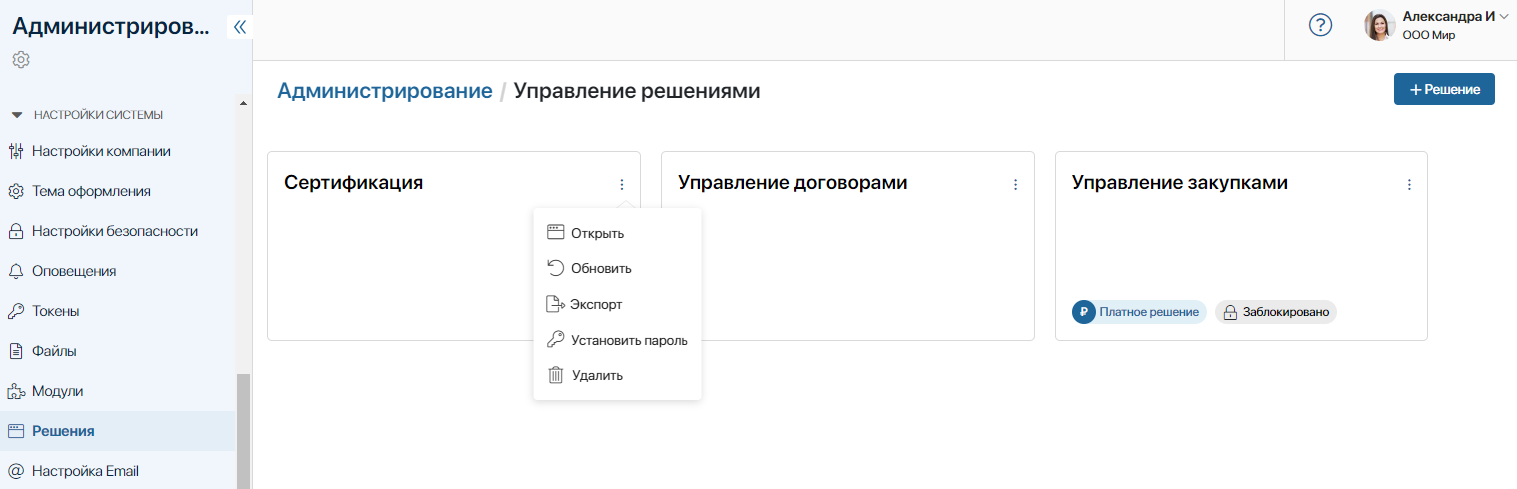 Администриров...
НАСТРОЙКИ СИСТЕМЫ
Настройки компании
Тема оформления
Настройки безопасности
Оповещения
Токены
Файлы
Модули
Решения
Настройка Email
Александра И
ООО Мир
Администрирование / Управление решениями
+ Решение
Сертификация
Открыть
Обновить
Экспорт
Установить пароль
Удалить
Управление договорами
Управление закупками
₽ Платное решение
Заблокировано